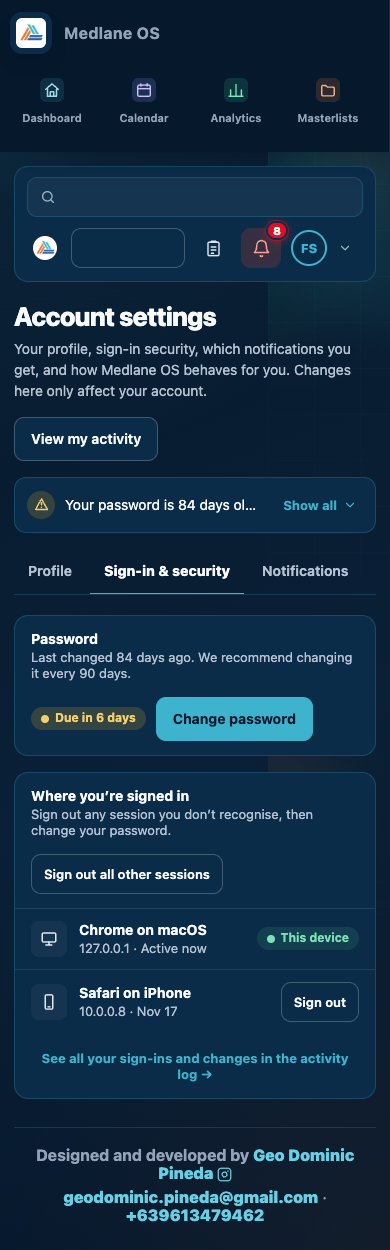 Medlane OS
Dashboard
Calendar
Analytics
Masterlists
8
FS
Account settings
Your profile, sign-in security, which notifications you
get, and how Medlane OS behaves for you. Changes
here only affect your account.
View my activity
Your password is 84 days ol...
Show all
Profile
Sign-in & security
Notifications
Password
Last changed 84 days ago. We recommend changing
it every 90 days.
Due in 6 days
Change password
Where you’re signed in
Sign out any session you don’t recognise, then
change your password.
Sign out all other sessions
Chrome on macOS
127.0.0.1 · Active now
This device
Safari on iPhone
10.0.0.8 · Nov 17
Sign out
See all your sign-ins and changes in the activity
log →
Designed and developed by Geo Dominic
Pineda
geodominic.pineda@gmail.com ·
+639613479462